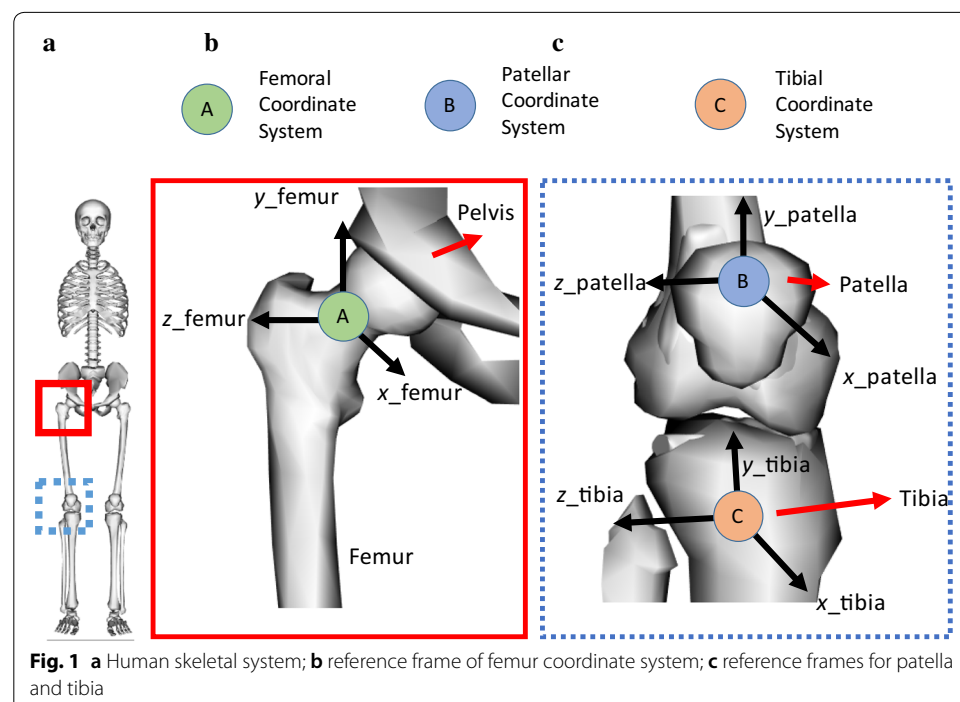 a
b
c
A
Femoral
Coordinate
System
B
Patellar
Coordinate
System
C
Tibial
Coordinate
System
y_femur
Pelvis
z_femur
A
x_femur
Femur
y_patella
z_patella
B
Patella
x_patella
y_tibia
z_tibia
C
Tibia
x_tibia
Fig. 1 a Human skeletal system; b reference frame of femur coordinate system; c reference frames for patella
and tibia